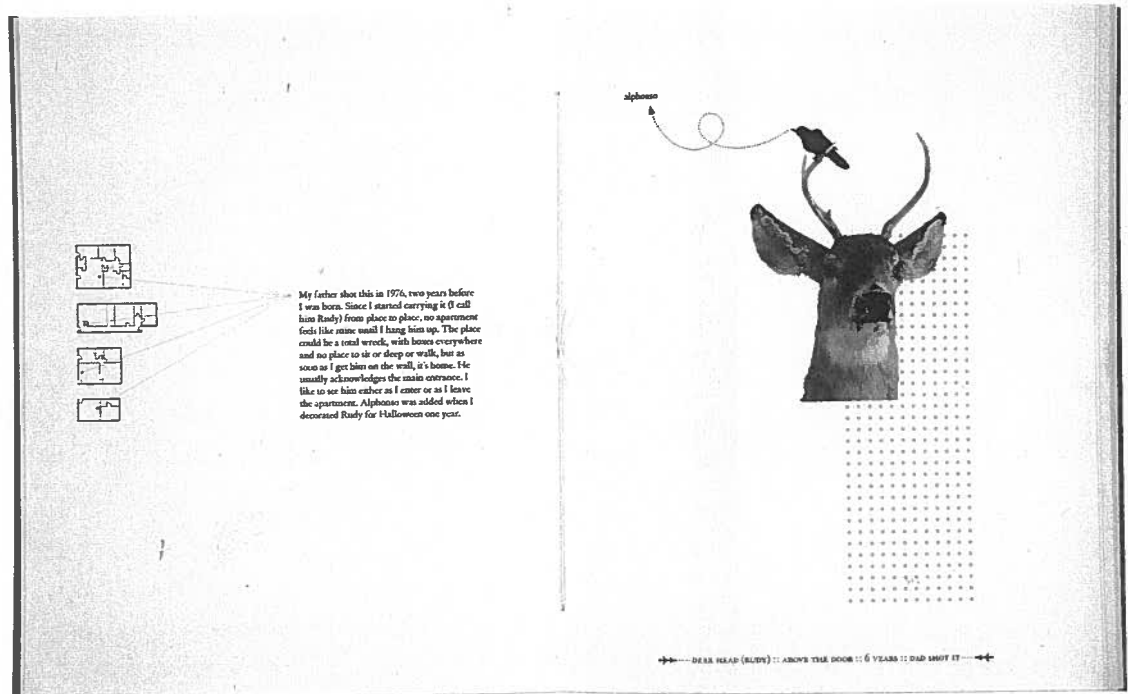 My father shot this in 1976, two years before
I was born. Since I started carrying it (I call
him Rudy) from place to place, no apartment
feels like mine until I hang him up. The place
could be a total wreck, with boxes everywhere
and no place to sit or sleep or walk, but as
soon as I get him on the wall, it's home. He
usually acknowledges the main entrance. I
like to see him either as I enter or as I leave
the apartment. Alphonso was added when I
decorated Rudy for Halloween one year.
alphonso
DEER HEAD (RUDY) :: ABOVE THE DOOR :: 6 YEARS :: DAD SHOT IT